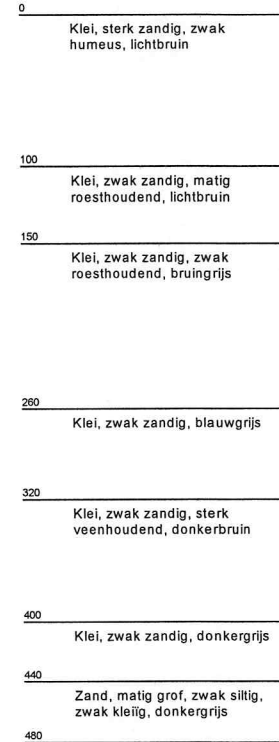 0
Klei, sterk zandig, zwak
humeus, lichtbruin
100
Klei, zwak zandig, matig
roesthoudend, lichtbruin
150
Klei, zwak zandig, zwak
roesthoudend, bruingrijs
260
Klei, zwak zandig, blauwgrijs
320
Klei, zwak zandig, sterk
veenhoudend, donkerbruin
400
Klei, zwak zandig, donkergrijs
440
Zand, matig grof, zwak siltig,
zwak kleiïg, donkergrijs
480